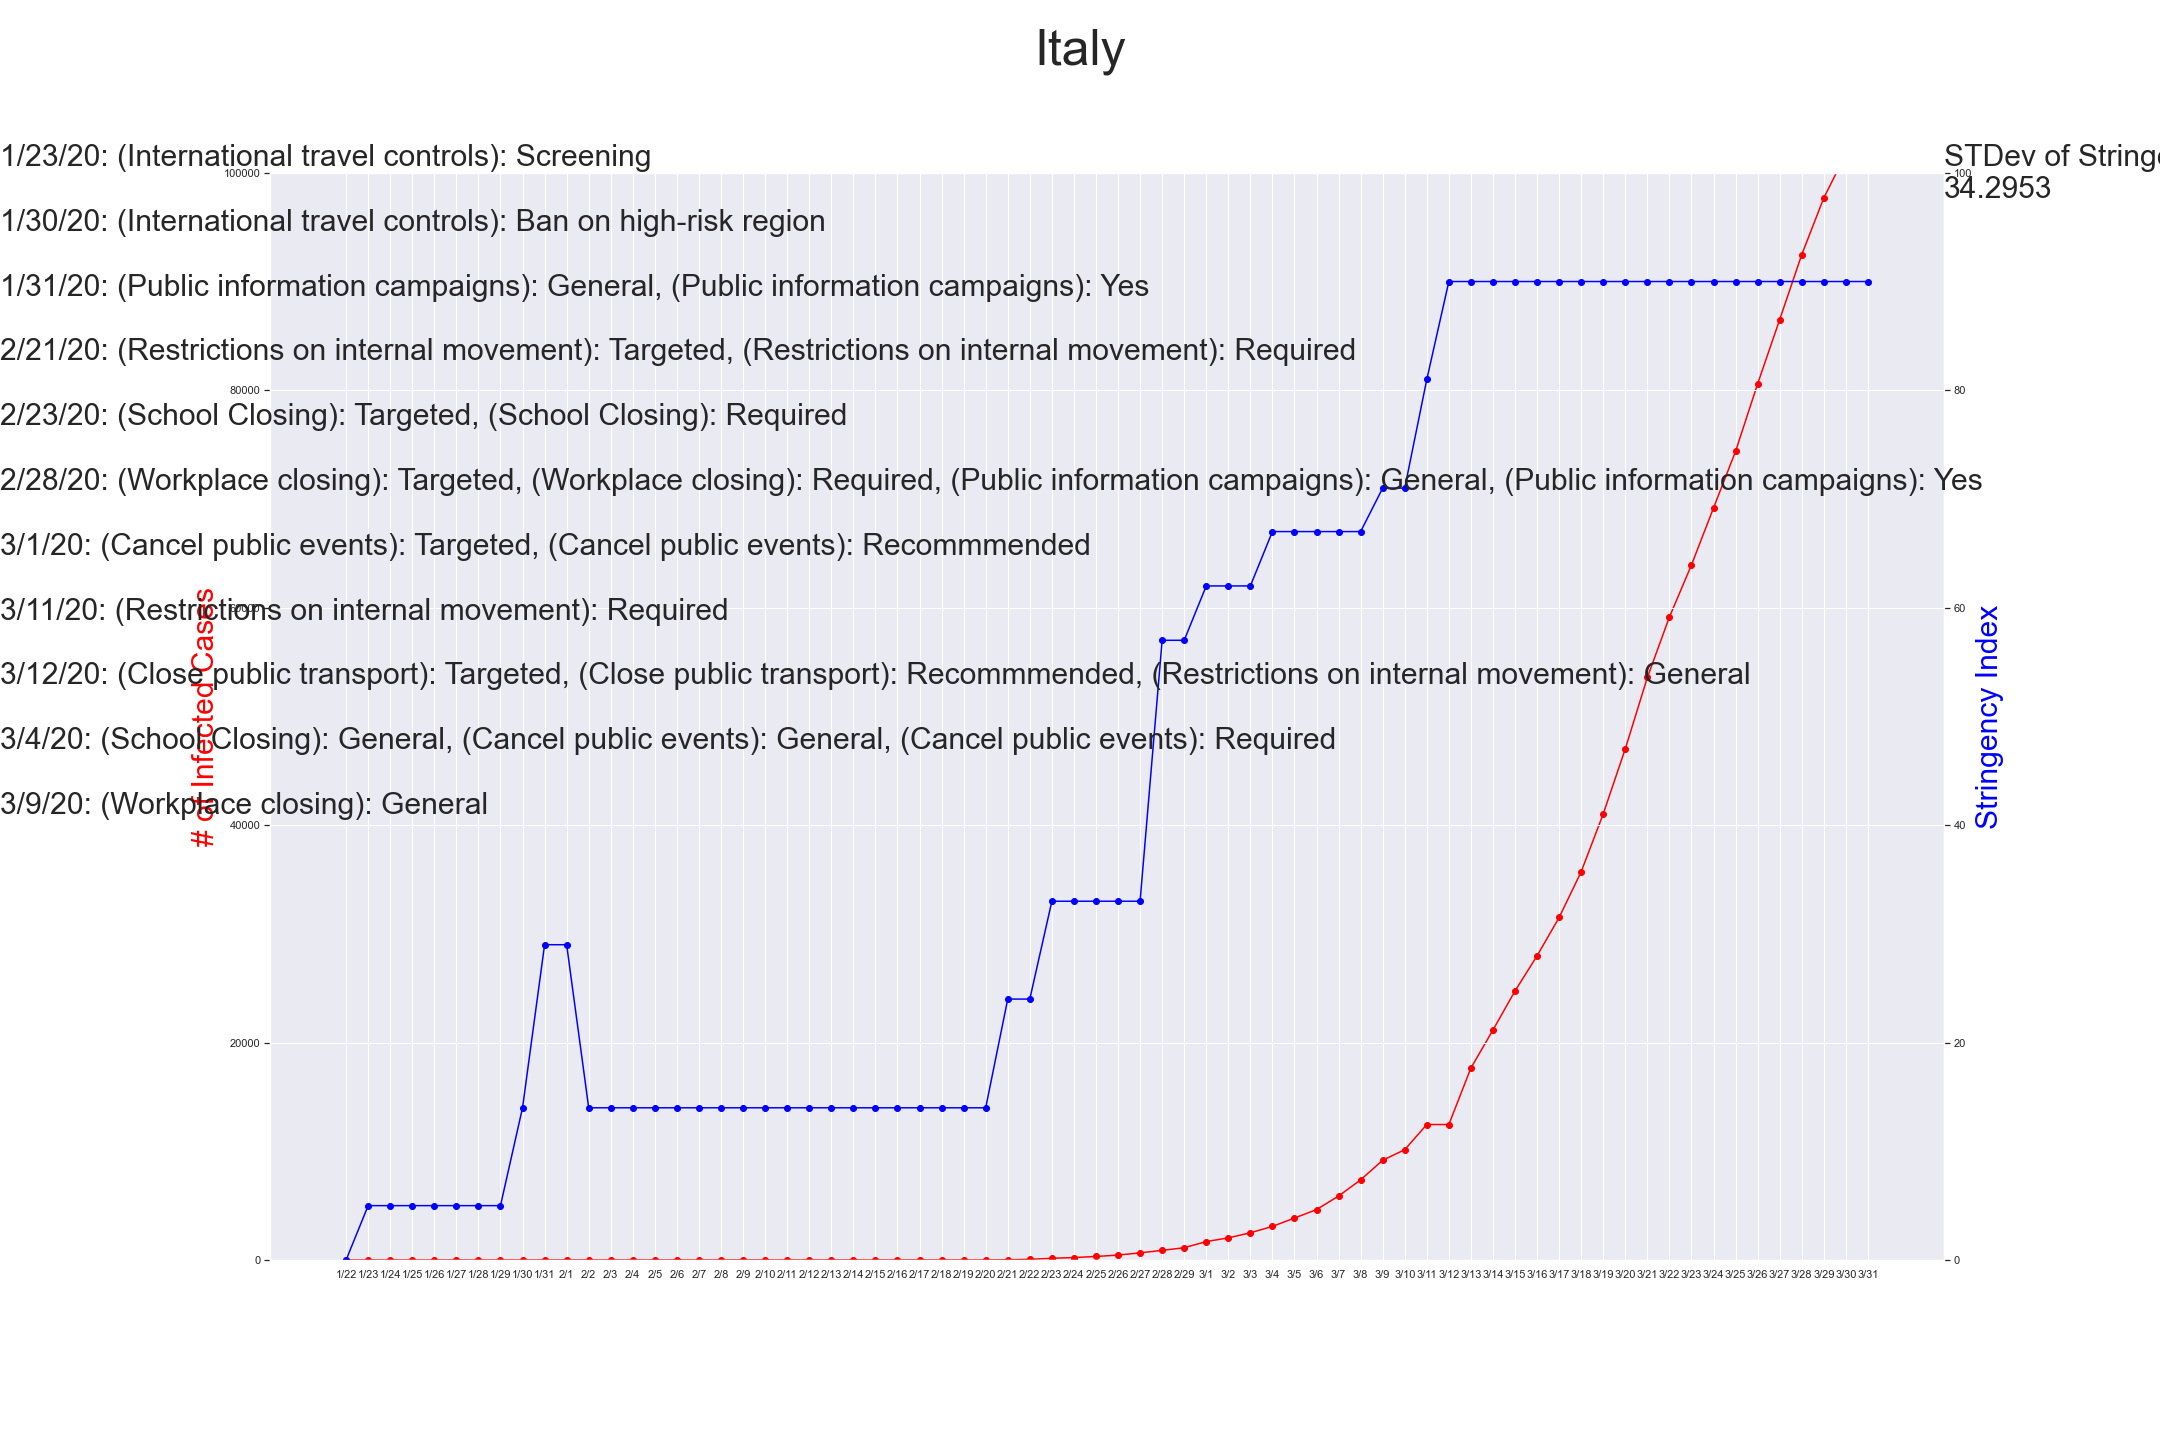 Italy
1/23/20: (International travel controls): Screening
STDev of Stringe
34.2953
1/30/20: (International travel controls): Ban on high-risk region
1/31/20: (Public information campaigns): General, (Public information campaigns): Yes
2/21/20: (Restrictions on internal movement): Targeted, (Restrictions on internal movement): Required
2/23/20: (School Closing): Targeted, (School Closing): Required
2/28/20: (Workplace closing): Targeted, (Workplace closing): Required, (Public information campaigns): General, (Public information campaigns): Yes
3/1/20: (Cancel public events): Targeted, (Cancel public events): Recommmended
3/11/20: (Restrictions on internal movement): Required
3/12/20: (Close public transport): Targeted, (Close public transport): Recommmended, (Restrictions on internal movement): General
3/4/20: (School Closing): General, (Cancel public events): General, (Cancel public events): Required
3/9/20: (Workplace closing): General
# of Infected Cases
100000
80000
60000
40000
20000
0
Stringency Index
100
80
60
40
20
0
1/22 1/23 1/24 1/25 1/26 1/27 1/28 1/29 1/30 1/31 2/1 2/2 2/3 2/4 2/5 2/6 2/7 2/8 2/9 2/10 2/11 2/12 2/13 2/14 2/15 2/16 2/17 2/18 2/19 2/20 2/21 2/22 2/23 2/24 2/25 2/26 2/27 2/28 2/29 3/1 3/2 3/3 3/4 3/5 3/6 3/7 3/8 3/9 3/10 3/11 3/12 3/13 3/14 3/15 3/16 3/17 3/18 3/19 3/20 3/21 3/22 3/23 3/24 3/25 3/26 3/27 3/28 3/29 3/30 3/31